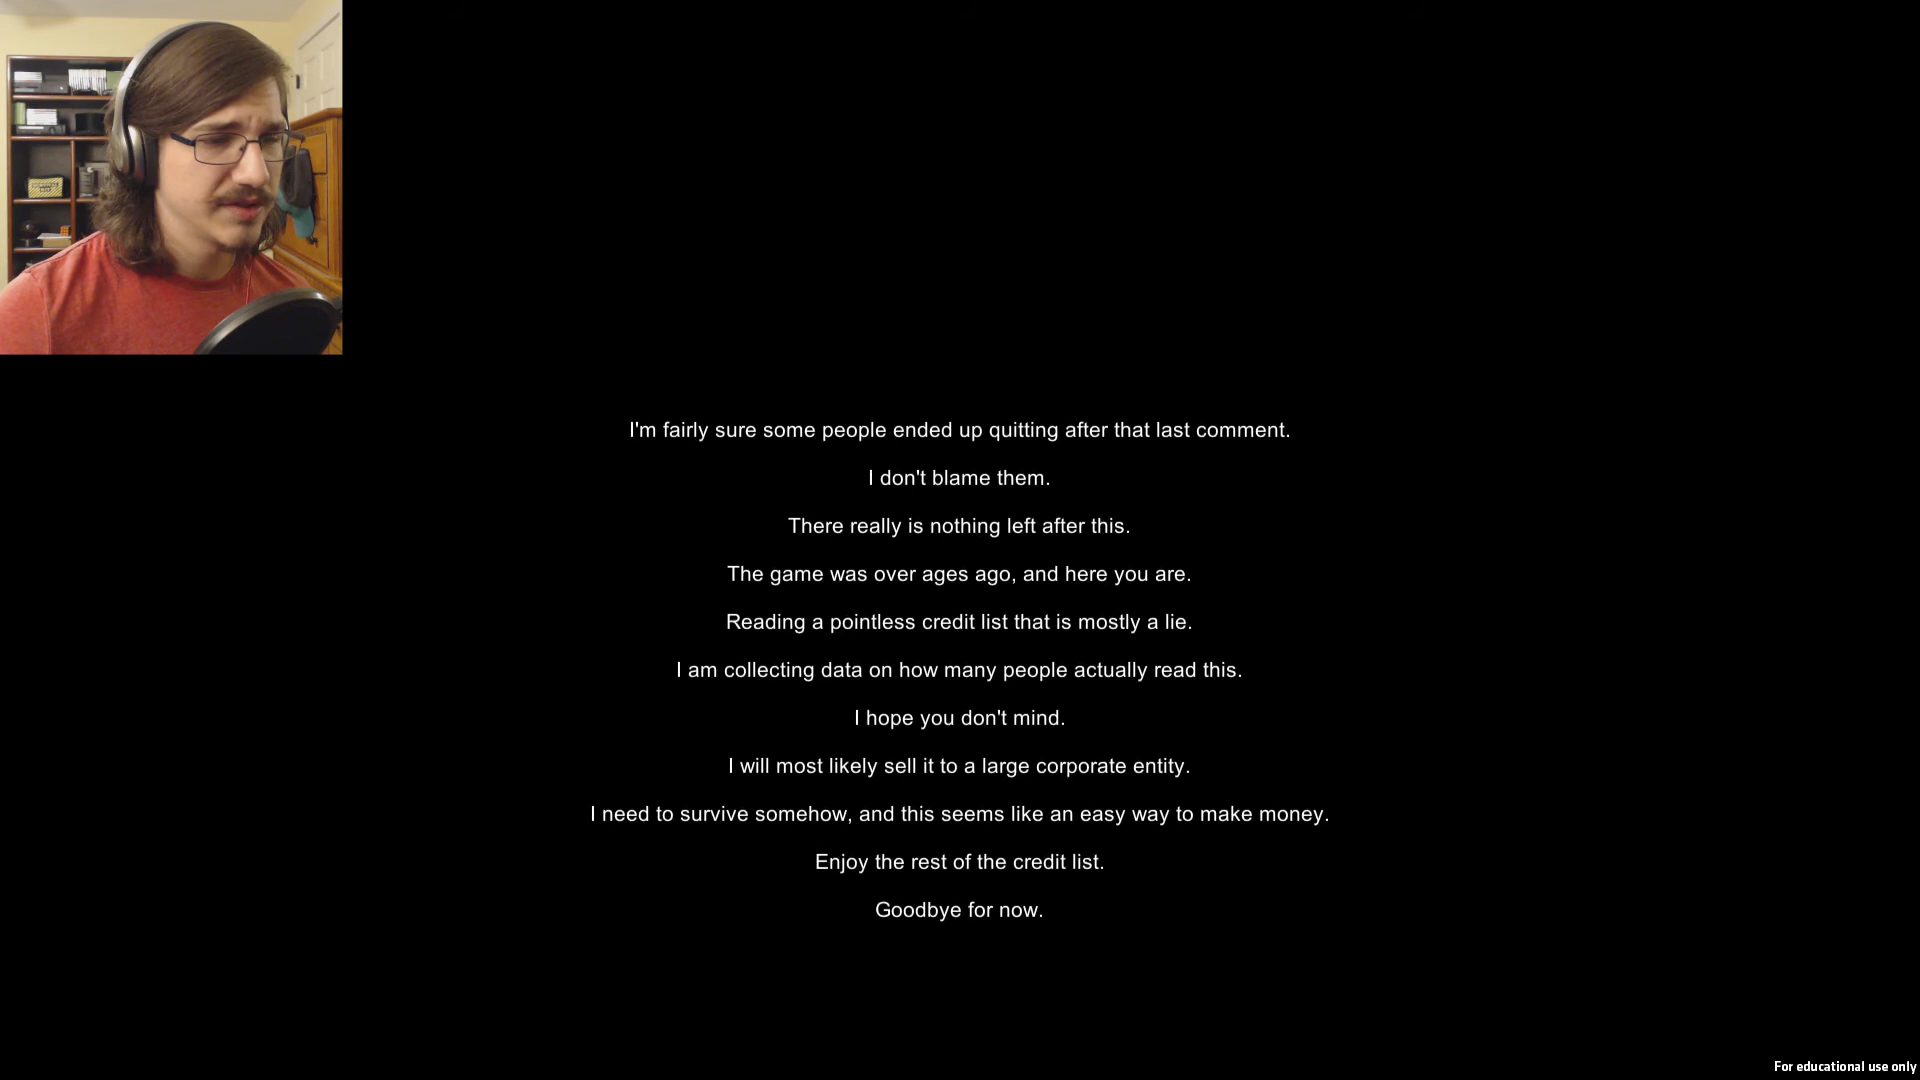 I'm fairly sure some people ended up quitting after that last comment.
I don't blame them.
There really is nothing left after this.
The game was over ages ago, and here you are.
Reading a pointless credit list that is mostly a lie.
I am collecting data on how many people actually read this.
I hope you don't mind.
I will most likely sell it to a large corporate entity.
I need to survive somehow, and this seems like an easy way to make money.
Enjoy the rest of the credit list.
Goodbye for now.
For educational use only